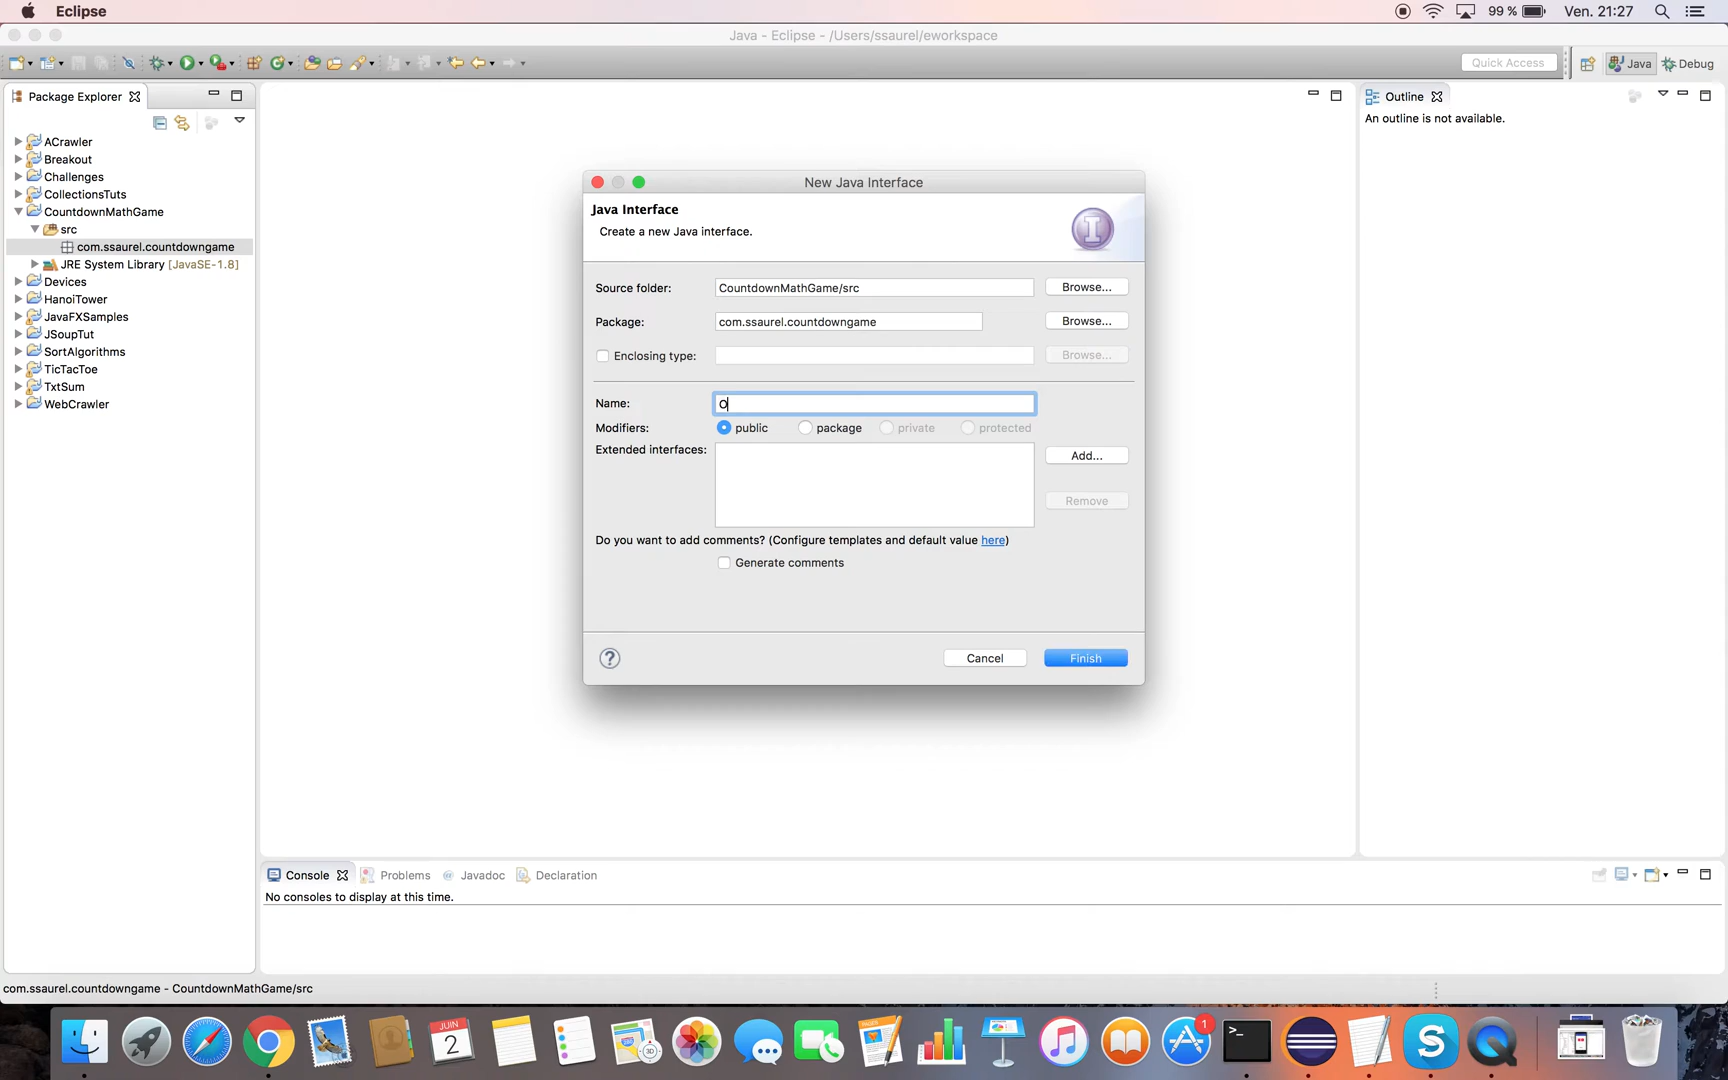 Eclipse
99 %
Ven. 21:27
Java - Eclipse - /Users/ssaurel/eworkspace
Quick Access
Java
Debug
Package Explorer
ACrawler
Breakout
Challenges
CollectionsTuts
CountdownMathGame
src
com.ssaurel.countdowngame
JRE System Library [JavaSE-1.8]
Devices
HanoiTower
JavaFXSamples
JSoupTut
SortAlgorithms
TicTacToe
TxtSum
WebCrawler
Outline
An outline is not available.
New Java Interface
Java Interface
Create a new Java interface.
I
Source folder:
CountdownMathGame/src
Browse...
Package:
com.ssaurel.countdowngame
Browse...
Enclosing type:
Browse...
Name:
O
Modifiers:
public
package
private
protected
Extended interfaces:
Add...
Remove
Do you want to add comments? (Configure templates and default value here)
Generate comments
?
Cancel
Finish
Console
Problems
@ Javadoc
Declaration
No consoles to display at this time.
com.ssaurel.countdowngame - CountdownMathGame/src
JUIN
2
3D
PAGES
1
>_
S